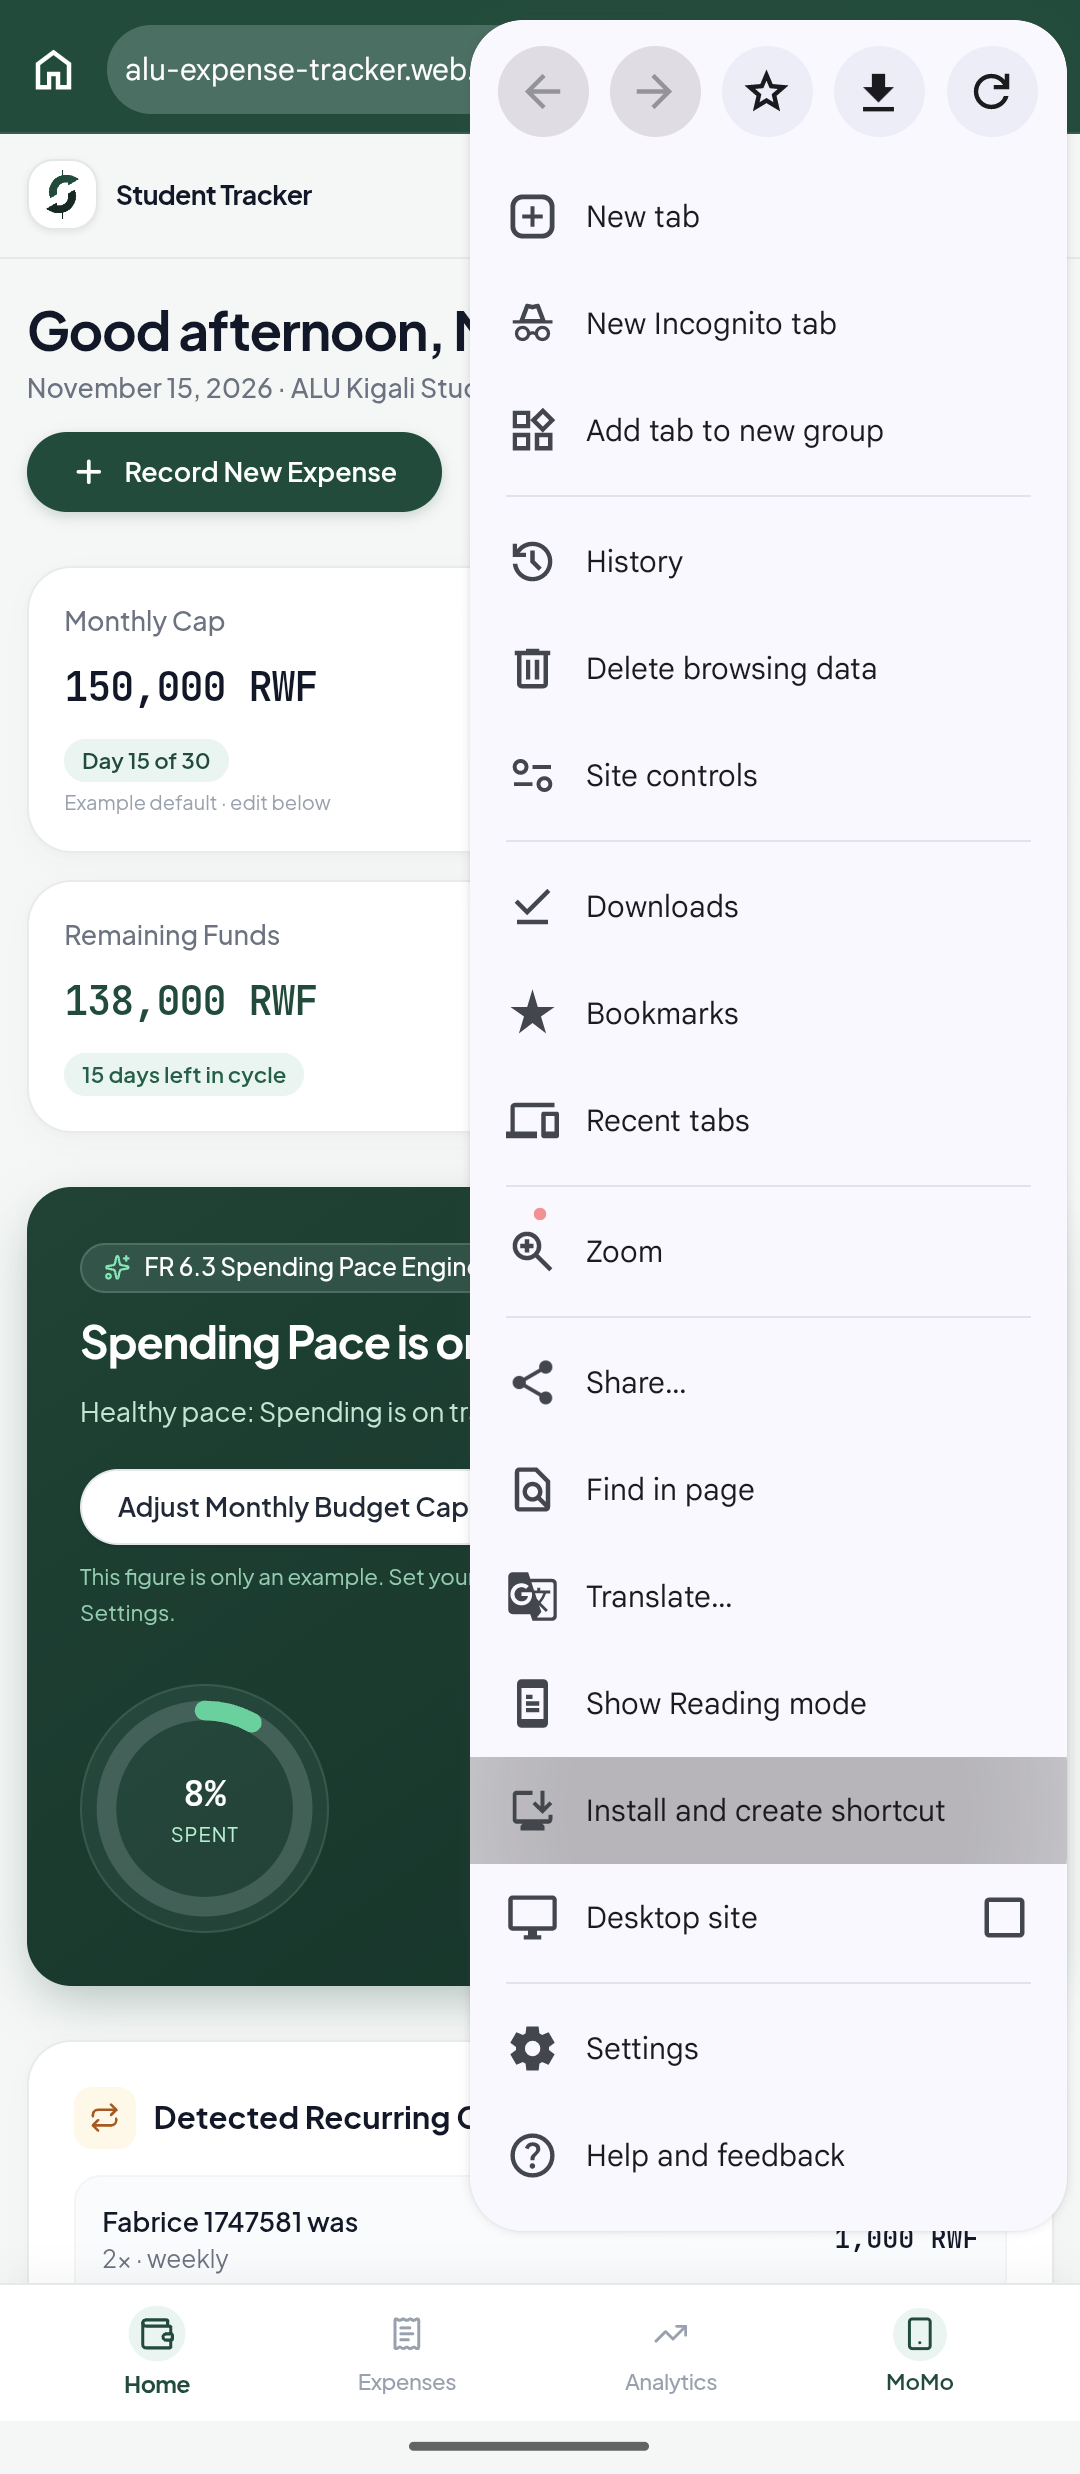 alu-expense-tracker.web.
Student Tracker
Good afternoon,
November 15, 2026 · ALU Kigali
Record New Expense
Monthly Cap
150,000 RWF
Day 15 of 30
Example default · edit below
Remaining Funds
138,000 RWF
15 days left in cycle
FR 6.3 Spending Pace Engine
Spending Pace is on
Healthy pace: Spending is on
Adjust Monthly Budget Cap
This figure is only an example. Set your
Settings.
8%
SPENT
Detected Recurring
Fabrice 1747581 was
2× · weekly
1,000 RWF
Home
Expenses
Analytics
MoMo
New tab
New Incognito tab
Add tab to new group
History
Delete browsing data
Site controls
Downloads
Bookmarks
Recent tabs
Zoom
Share...
Find in page
Translate...
Show Reading mode
Install and create shortcut
Desktop site
Settings
Help and feedback